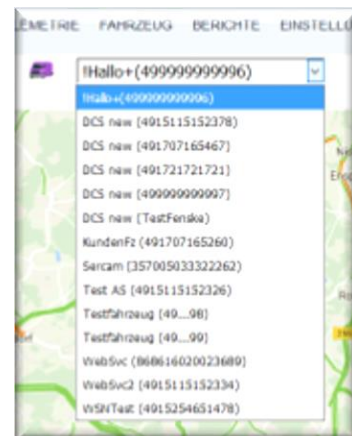 LEMETRIE FAHRZEUG BERICHTE EINSTELLU
!Hallo+(499999999996)
!Hallo+(499999999996)
DCS new (4915115152378)
DCS new (491707165467)
DCS new (491721721721)
DCS new (499999999997)
DCS new (TestFenske)
KundenFz (491707165260)
Sercam (357005033322262)
Test AS (4915115152326)
Testfahrzeug (49....98)
Testfahrzeug (49....99)
WebSvc (868616020023689)
WebSvc2 (4915115152334)
WSNTest (4915254651478)